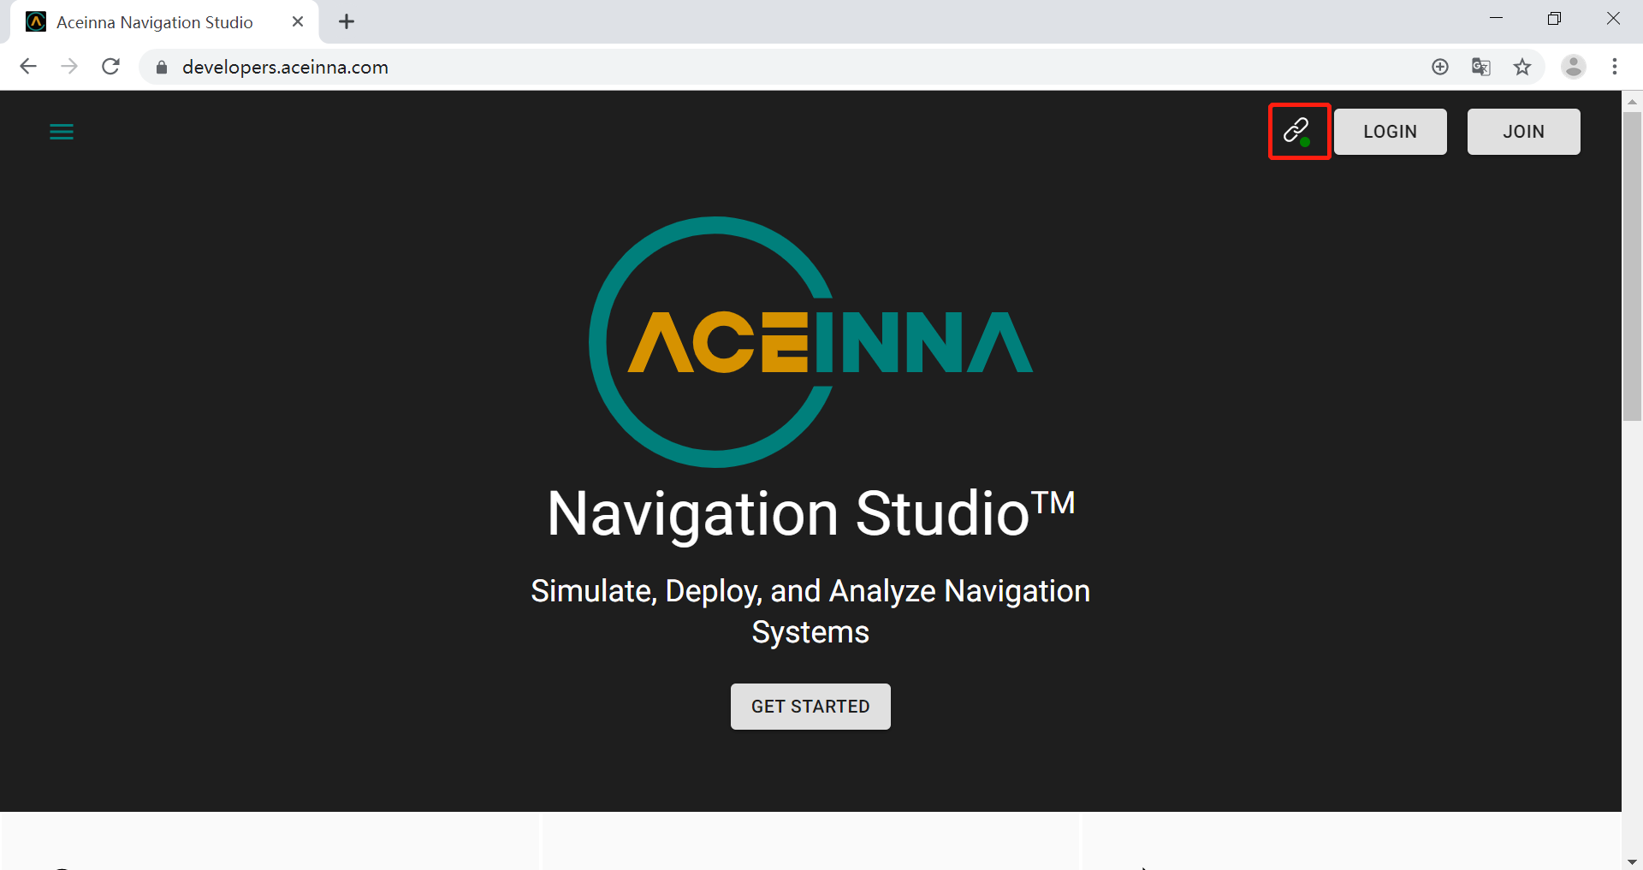 Aceinna Navigation Studio
developers.aceinna.com
LOGIN
JOIN
ACEINNA
Navigation Studio™
Simulate, Deploy, and Analyze Navigation
Systems
GET STARTED